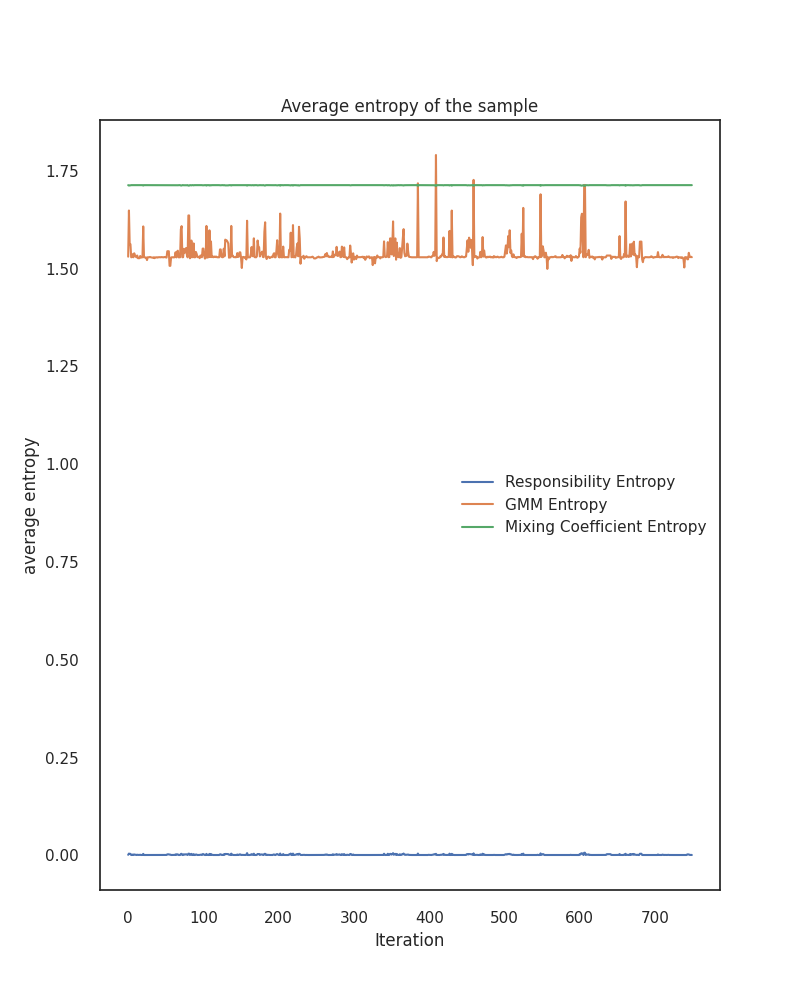 Average entropy of the sample
1.75
1.50
1.25
1.00
0.75
0.50
0.25
0.00
average entropy
Responsibility Entropy
GMM Entropy
Mixing Coefficient Entropy
0 100 200 300 400 500 600 700
Iteration